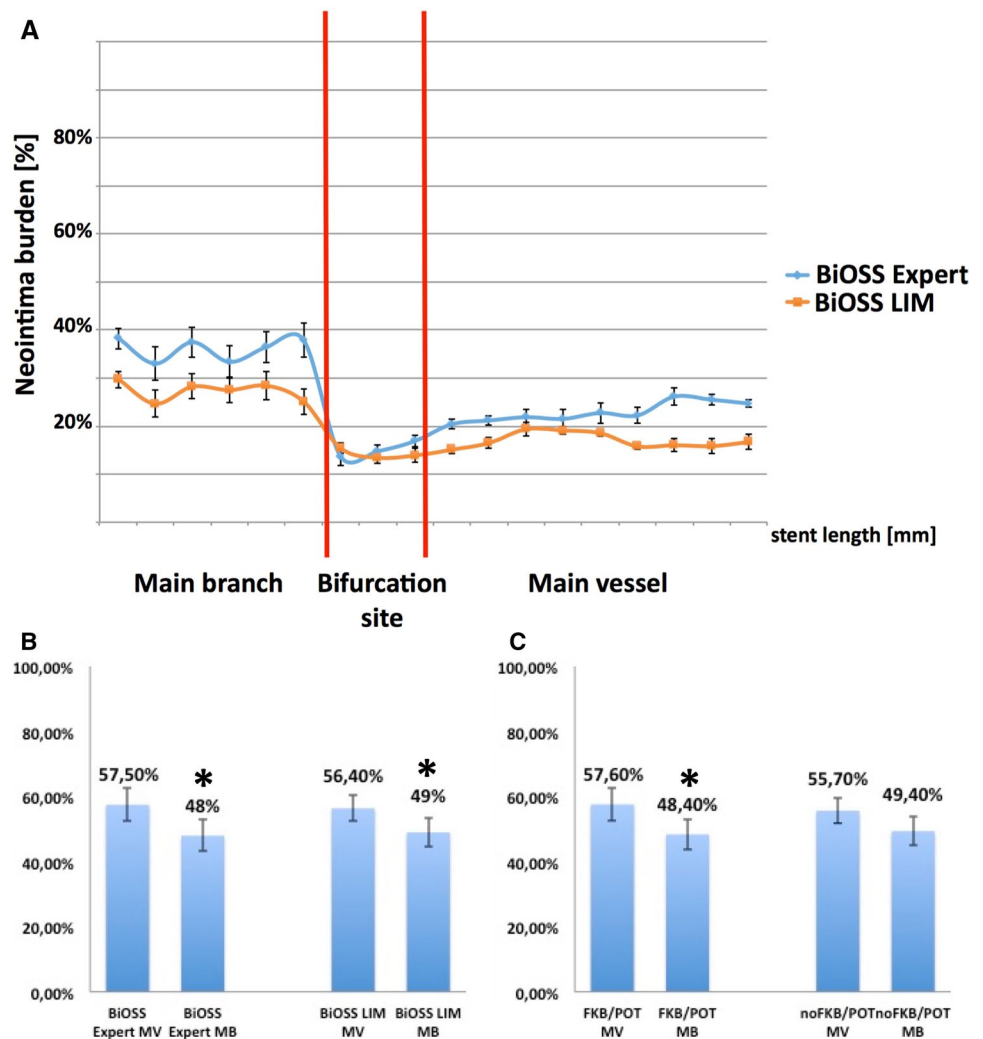 A
Neointima burden [%]
80%
60%
40%
20%
BiOSS Expert
BiOSS LIM
stent length [mm]
Main branch
Bifurcation
site
Main vessel
B
100,00%
80,00%
60,00%
40,00%
20,00%
0,00%
57,50%
*
48%
56,40%
*
49%
BiOSS
Expert MV
BiOSS
Expert MB
BiOSS LIM
MV
BiOSS LIM
MB
C
100,00%
80,00%
60,00%
40,00%
20,00%
0,00%
57,60%
*
48,40%
55,70%
49,40%
FKB/POT
MV
FKB/POT
MB
noFKB/POT
MV
noFKB/POT
MB